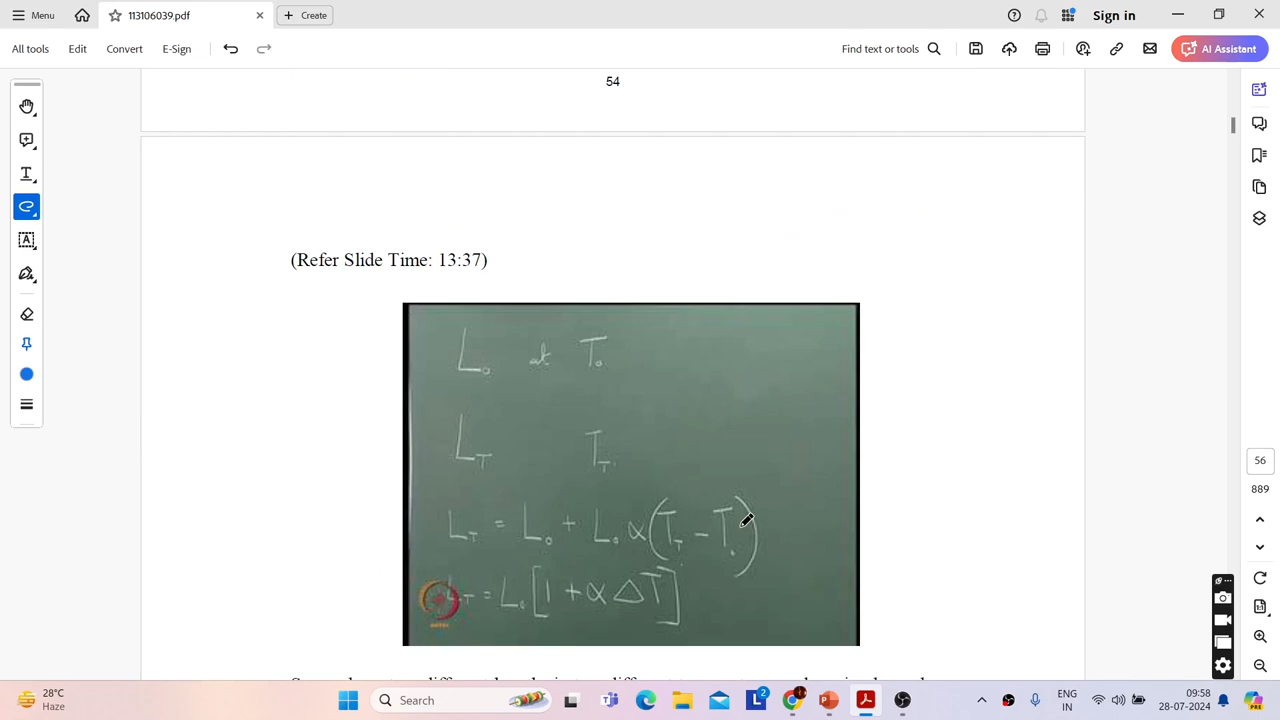 Menu
113106039.pdf
Create
Sign in
All tools
Edit
Convert
E-Sign
Find text or tools
AI Assistant
54
(Refer Slide Time: 13:37)
L₀ at T₀
L_T T_T
L_T = L₀ + L₀ α (T_T − T₀)
L_T = L₀ [1 + α Δ T]
56
889
28°C
Haze
Search
2
ENG
IN
09:58
28-07-2024